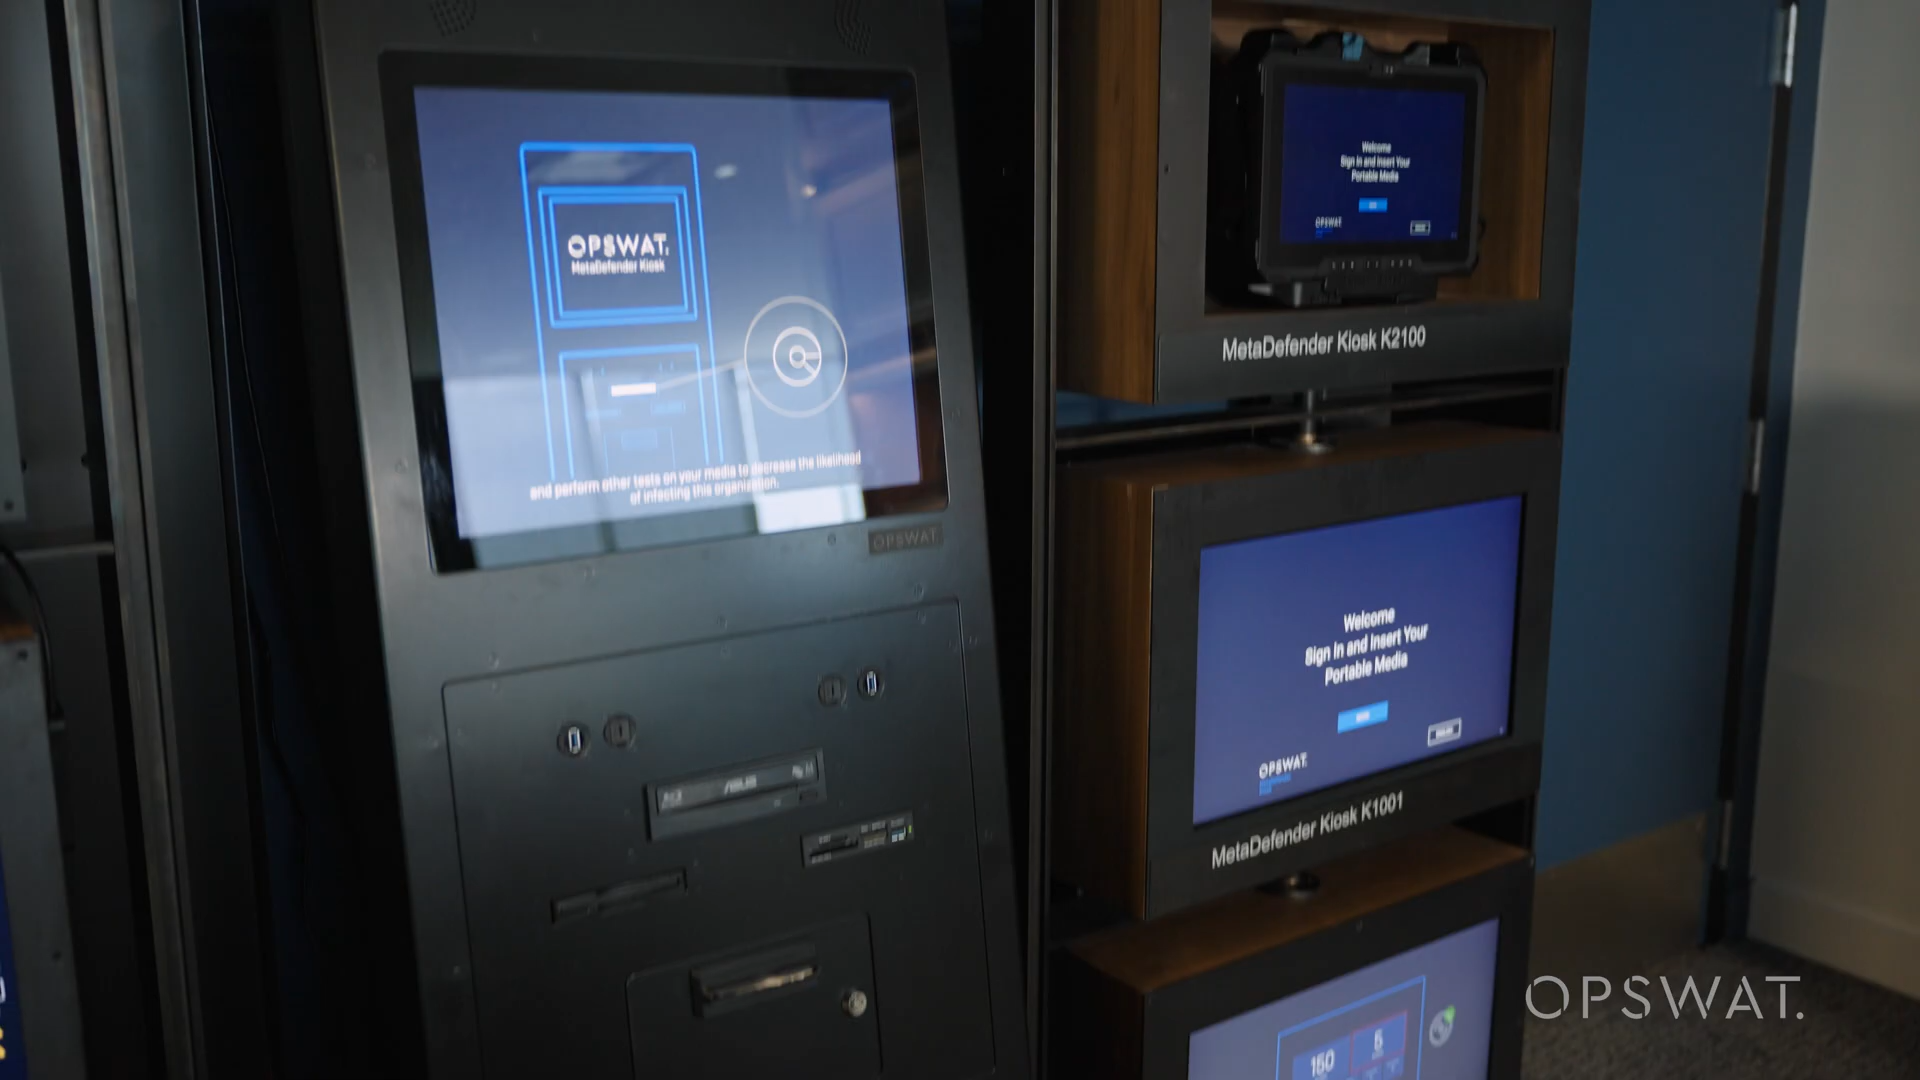 OPSWAT.
MetaDefender Kiosk
and perform other tests on your media to decrease the likelihood
of infecting this organization.
OPSWAT.
ASUS
Welcome
Sign In and Insert Your
Portable Media
OPSWAT.
MetaDefender Kiosk K2100
Welcome
Sign In and Insert Your
Portable Media
OPSWAT.
MetaDefender Kiosk K1001
150
5
OPSWAT.